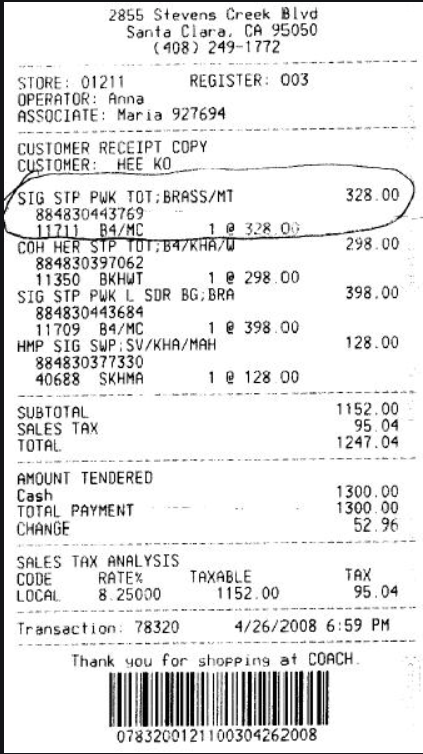 2855 Stevens Creek Blvd
Santa Clara, CA 95050
(408) 249-1772
STORE: 01211 REGISTER: 003
OPERATOR: Anna
ASSOCIATE: Maria 927694
CUSTOMER RECEIPT COPY
CUSTOMER: HEE KO
SIG STP PWK TOT;BRASS/MT 328.00
884830443769
11711 B4/MC 1 @ 328.00
COH HER STP TOT;B4/KHA/W 298.00
884830397062
11350 BKHWT 1 @ 298.00
SIG STP PWK L SDR BG;BRA 398.00
884830443684
11709 B4/MC 1 @ 398.00
HMP SIG SWP;SV/KHA/MAH 128.00
884830377330
40688 SKHMA 1 @ 128.00
SUBTOTAL 1152.00
SALES TAX 95.04
TOTAL 1247.04
AMOUNT TENDERED
Cash 1300.00
TOTAL PAYMENT 1300.00
CHANGE 52.96
SALES TAX ANALYSIS
CODE RATE% TAXABLE TAX
LOCAL 8.25000 1152.00 95.04
Transaction: 78320 4/26/2008 6:59 PM
Thank you for shopping at COACH.
0783200121100304262008